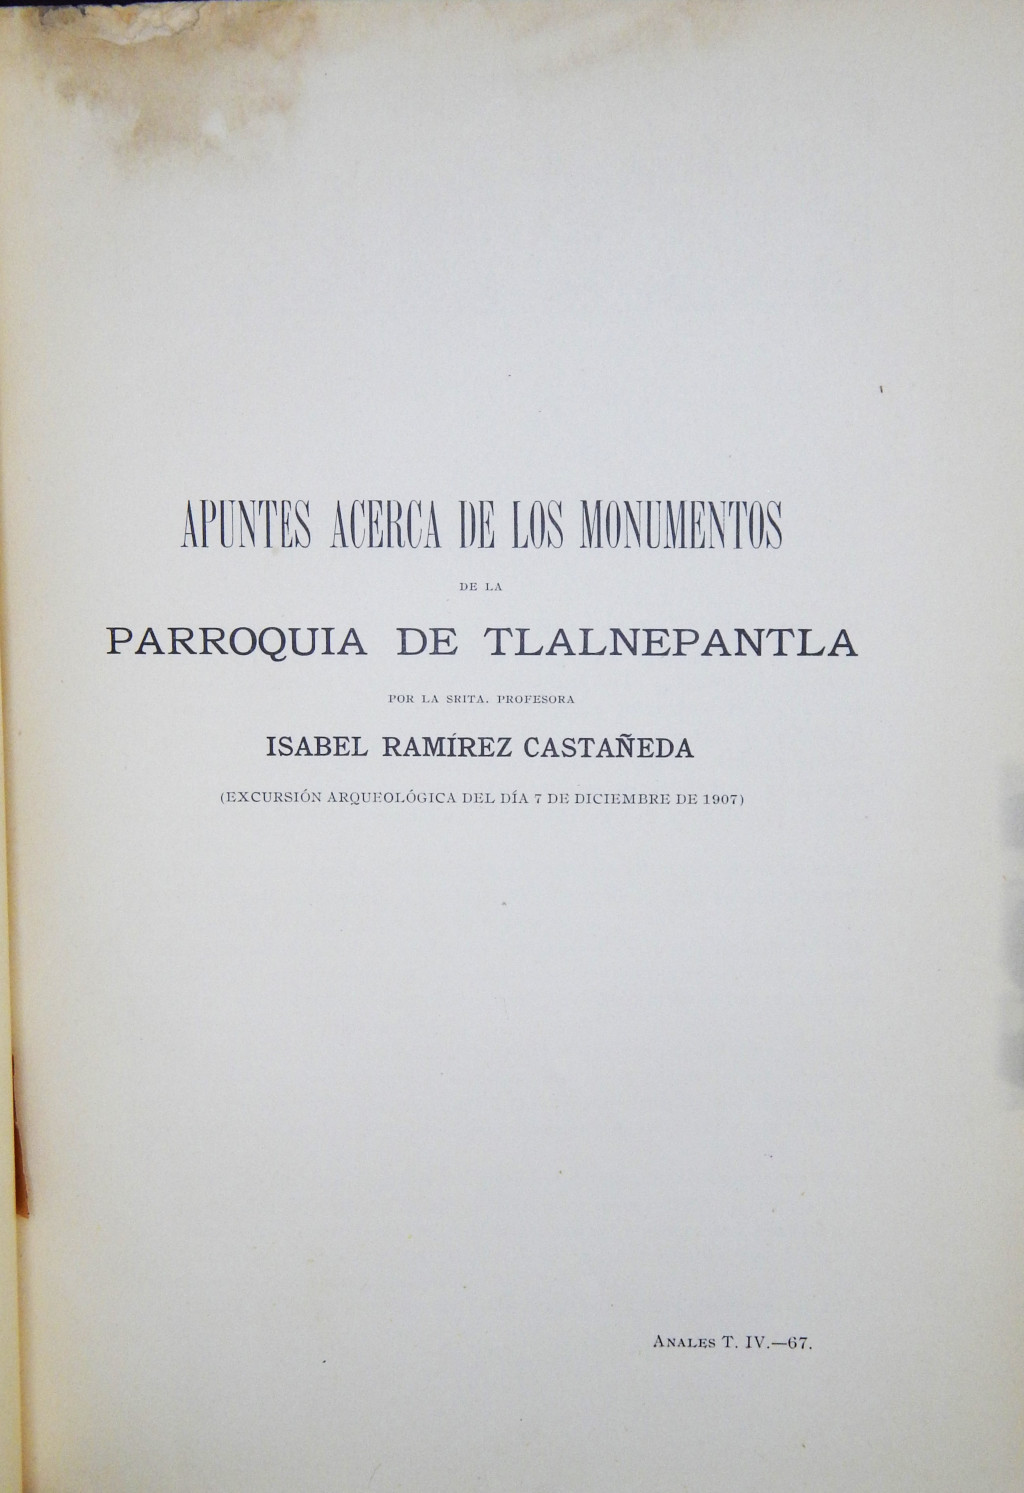 APUNTES ACERCA DE LOS MONUMENTOS
DE LA
PARROQUIA DE TLALNEPANTLA
POR LA SRITA. PROFESORA
ISABEL RAMÍREZ CASTAÑEDA
(EXCURSIÓN ARQUEOLÓGICA DEL DÍA 7 DE DICIEMBRE DE 1907)
ANALES T. IV.—67.